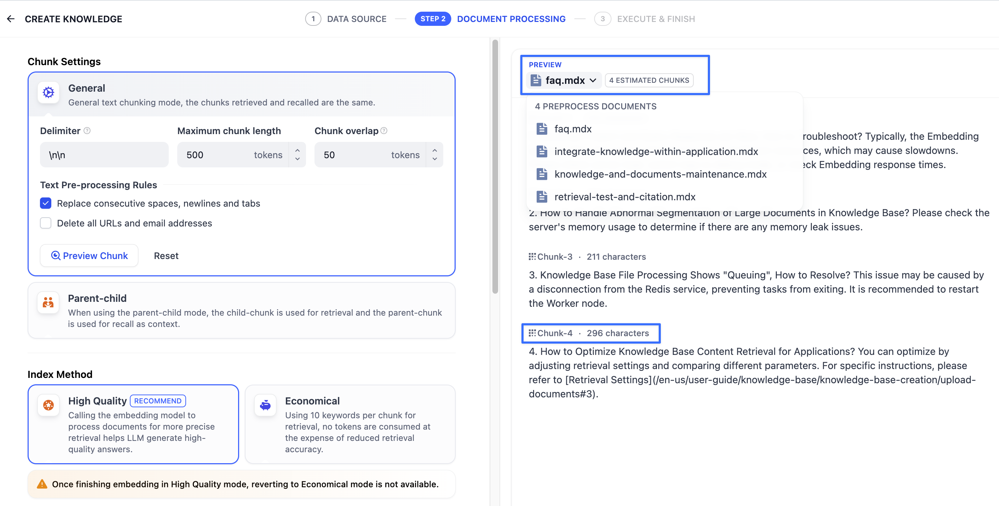 CREATE KNOWLEDGE
1 DATA SOURCE
STEP 2 DOCUMENT PROCESSING
3 EXECUTE & FINISH
Chunk Settings
General
General text chunking mode, the chunks retrieved and recalled are the same.
Delimiter
Maximum chunk length
Chunk overlap
\n\n
500 tokens
50 tokens
Text Pre-processing Rules
Replace consecutive spaces, newlines and tabs
Delete all URLs and email addresses
Preview Chunk
Reset
Parent-child
When using the parent-child mode, the child-chunk is used for retrieval and the parent-chunk
is used for recall as context.
Index Method
High Quality RECOMMEND
Calling the embedding model to
process documents for more precise
retrieval helps LLM generate high-
quality answers.
Economical
Using 10 keywords per chunk for
retrieval, no tokens are consumed at
the expense of reduced retrieval
accuracy.
Once finishing embedding in High Quality mode, reverting to Economical mode is not available.
PREVIEW
faq.mdx
4 ESTIMATED CHUNKS
4 PREPROCESS DOCUMENTS
faq.mdx
integrate-knowledge-within-application.mdx
knowledge-and-documents-maintenance.mdx
retrieval-test-and-citation.mdx
roubleshoot? Typically, the Embedding
ces, which may cause slowdowns.
ck Embedding response times.
2. How to Handle Abnormal Segmentation of Large Documents in Knowledge Base? Please check the
server's memory usage to determine if there are any memory leak issues.
Chunk-3 · 211 characters
3. Knowledge Base File Processing Shows "Queuing", How to Resolve? This issue may be caused by
a disconnection from the Redis service, preventing tasks from exiting. It is recommended to restart
the Worker node.
Chunk-4 · 296 characters
4. How to Optimize Knowledge Base Content Retrieval for Applications? You can optimize by
adjusting retrieval settings and comparing different parameters. For specific instructions, please
refer to [Retrieval Settings](/en-us/user-guide/knowledge-base/knowledge-base-creation/upload-
documents#3).